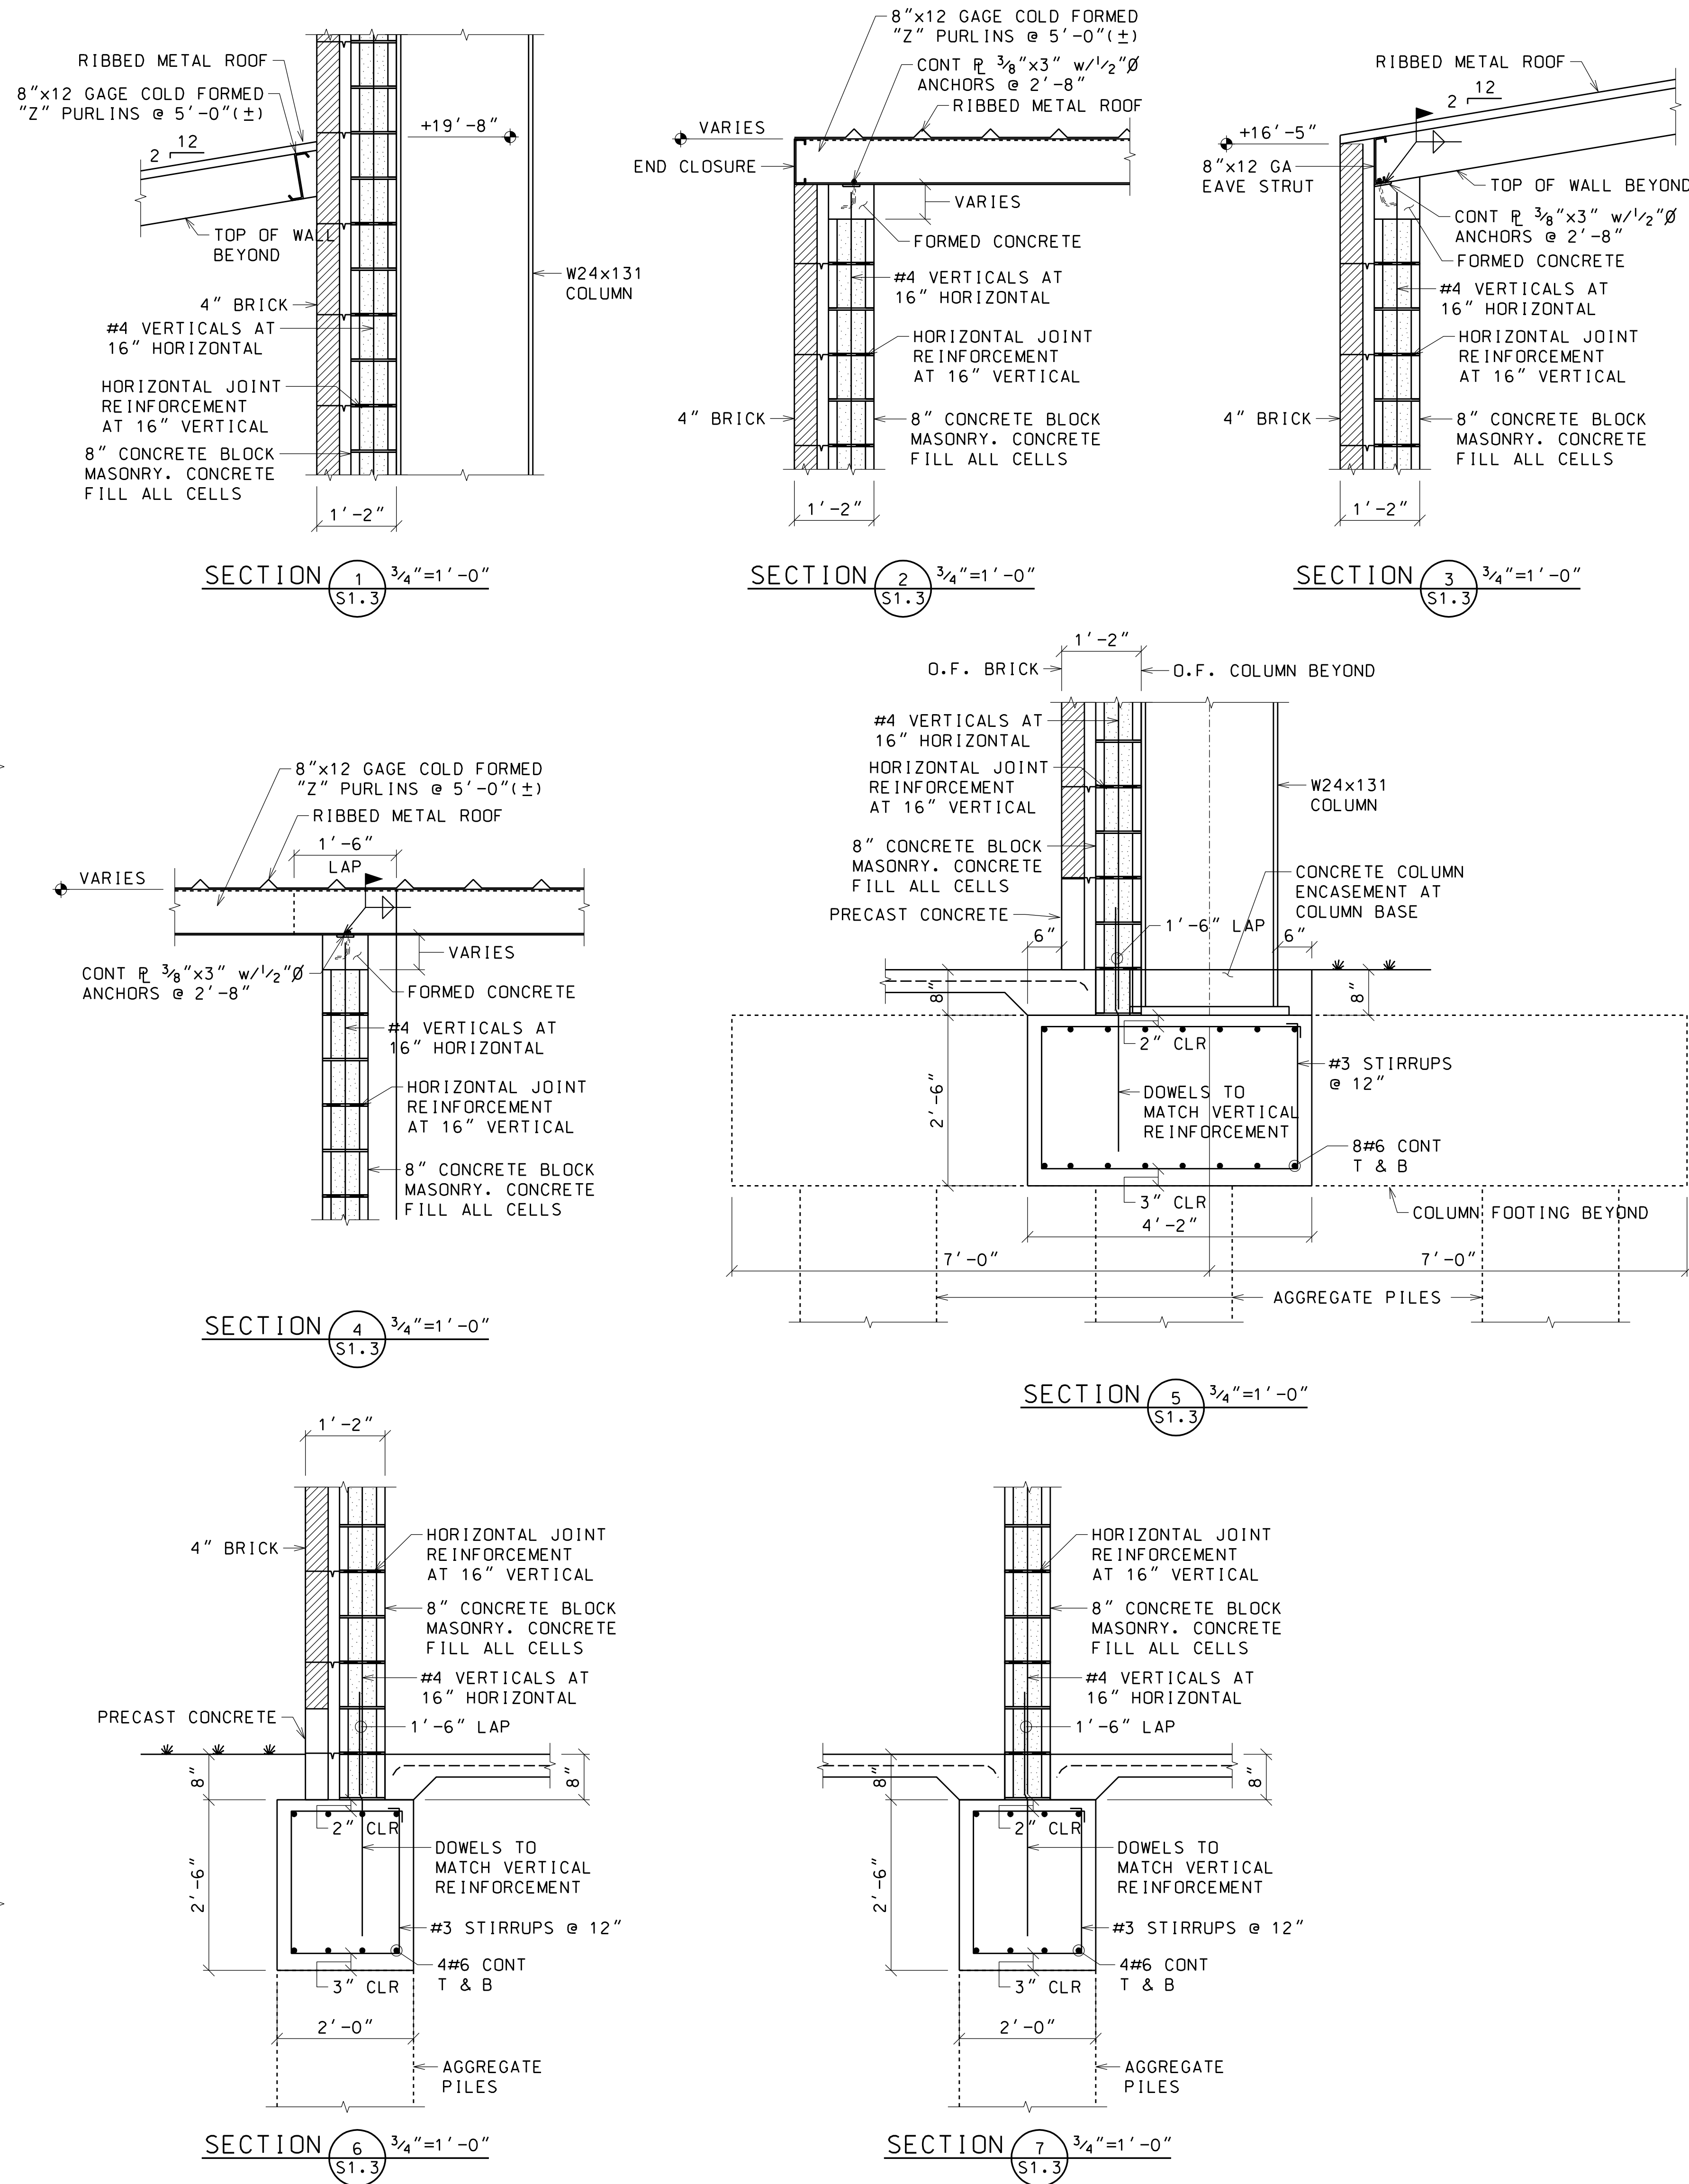 RIBBED METAL ROOF
8"x12 GAGE COLD FORMED
"Z" PURLINS @ 5'-0"(±)
12
2
+19'-8"
TOP OF WALL
BEYOND
W24x131
COLUMN
4" BRICK
#4 VERTICALS AT
16" HORIZONTAL
HORIZONTAL JOINT
REINFORCEMENT
AT 16" VERTICAL
8" CONCRETE BLOCK
MASONRY. CONCRETE
FILL ALL CELLS
1'-2"
SECTION 1 3/4"=1'-0"
S1.3
8"x12 GAGE COLD FORMED
"Z" PURLINS @ 5'-0"(±)
CONT ℄ 3/8"x3" w/1/2"Ø
ANCHORS @ 2'-8"
RIBBED METAL ROOF
VARIES
END CLOSURE
VARIES
FORMED CONCRETE
#4 VERTICALS AT
16" HORIZONTAL
HORIZONTAL JOINT
REINFORCEMENT
AT 16" VERTICAL
4" BRICK
8" CONCRETE BLOCK
MASONRY. CONCRETE
FILL ALL CELLS
1'-2"
SECTION 2 3/4"=1'-0"
S1.3
RIBBED METAL ROOF
12
2
+16'-5"
8"x12 GA
EAVE STRUT
TOP OF WALL BEYOND
CONT PL 3/8"x3" w/1/2"Ø
ANCHORS @ 2'-8"
FORMED CONCRETE
#4 VERTICALS AT
16" HORIZONTAL
HORIZONTAL JOINT
REINFORCEMENT
AT 16" VERTICAL
4" BRICK
8" CONCRETE BLOCK
MASONRY. CONCRETE
FILL ALL CELLS
1'-2"
SECTION 3 3/4"=1'-0"
S1.3
8"x12 GAGE COLD FORMED
"Z" PURLINS @ 5'-0"(±)
RIBBED METAL ROOF
1'-6"
LAP
VARIES
VARIES
CONT PL 3/8"x3" w/1/2"Ø
ANCHORS @ 2'-8"
FORMED CONCRETE
#4 VERTICALS AT
16" HORIZONTAL
HORIZONTAL JOINT
REINFORCEMENT
AT 16" VERTICAL
8" CONCRETE BLOCK
MASONRY. CONCRETE
FILL ALL CELLS
SECTION 4 3/4"=1'-0"
S1.3
1'-2"
O.F. BRICK
O.F. COLUMN BEYOND
#4 VERTICALS AT
16" HORIZONTAL
HORIZONTAL JOINT
REINFORCEMENT
AT 16" VERTICAL
W24x131
COLUMN
8" CONCRETE BLOCK
MASONRY. CONCRETE
FILL ALL CELLS
CONCRETE COLUMN
ENCASEMENT AT
COLUMN BASE
PRECAST CONCRETE
1'-6" LAP
6"
6"
8"
8"
2" CLR
#3 STIRRUPS
@ 12"
2'-6"
DOWELS TO
MATCH VERTICAL
REINFORCEMENT
8#6 CONT
T & B
3" CLR
COLUMN FOOTING BEYOND
4'-2"
7'-0"
7'-0"
AGGREGATE PILES
SECTION 5 3/4"=1'-0"
S1.3
1'-2"
4" BRICK
HORIZONTAL JOINT
REINFORCEMENT
AT 16" VERTICAL
8" CONCRETE BLOCK
MASONRY. CONCRETE
FILL ALL CELLS
#4 VERTICALS AT
16" HORIZONTAL
PRECAST CONCRETE
1'-6" LAP
8"
8"
2" CLR
DOWELS TO
MATCH VERTICAL
REINFORCEMENT
2'-6"
#3 STIRRUPS @ 12"
4#6 CONT
T & B
3" CLR
2'-0"
AGGREGATE
PILES
SECTION 6 3/4"=1'-0"
S1.3
HORIZONTAL JOINT
REINFORCEMENT
AT 16" VERTICAL
8" CONCRETE BLOCK
MASONRY. CONCRETE
FILL ALL CELLS
#4 VERTICALS AT
16" HORIZONTAL
1'-6" LAP
8"
8"
2" CLR
DOWELS TO
MATCH VERTICAL
REINFORCEMENT
2'-6"
#3 STIRRUPS @ 12"
4#6 CONT
T & B
3" CLR
2'-0"
AGGREGATE
PILES
SECTION 7 3/4"=1'-0"
S1.3